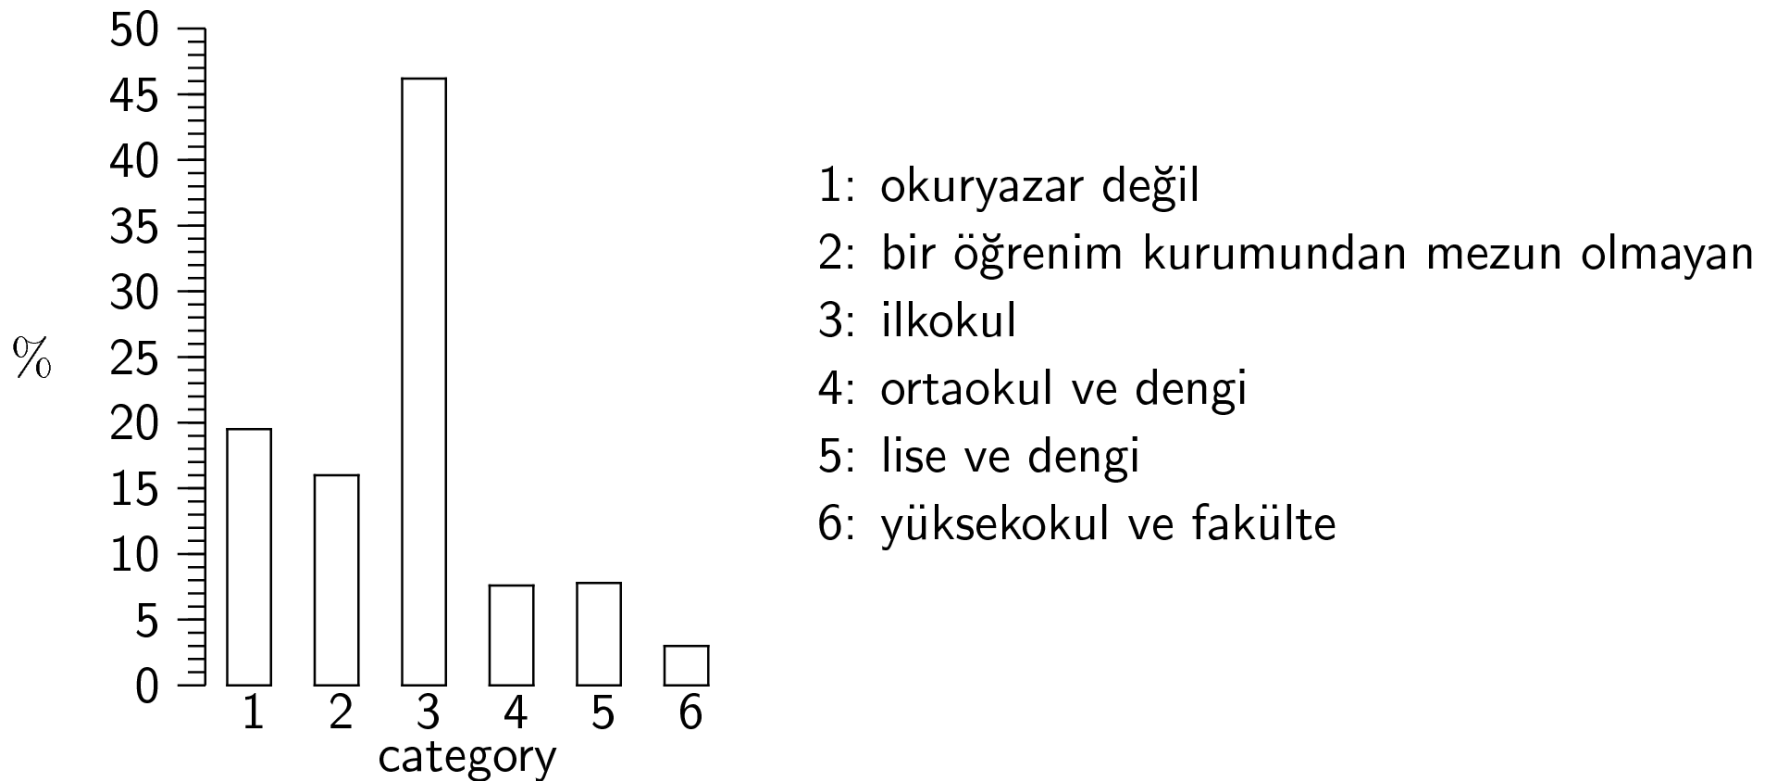 50
45
40
35
30
25
20
15
10
5
0
%
1 2 3 4 5 6
category
1: okuryazar değil
2: bir öğrenim kurumundan mezun olmayan
3: ilkokul
4: ortaokul ve dengi
5: lise ve dengi
6: yüksekokul ve fakülte